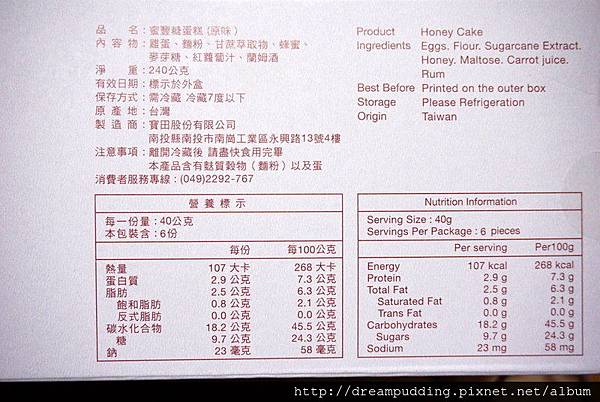 品名:蜜豐糖蛋糕(原味)
內容物:雞蛋、麵粉、甘蔗萃取物、蜂蜜、
麥芽糖、紅蘿蔔汁、蘭姆酒
淨重:240公克
有效日期:標示於外盒
保存方式:需冷藏 冷藏7度以下
原產地:台灣
製造商:寶田股份有限公司
南投縣南投市南崗工業區永興路13號4樓
注意事項:離開冷藏後 請盡快食用完畢
本產品含有麩質穀物(麵粉)以及蛋
消費者服務專線:(049)2292-767
Product Honey Cake
Ingredients Eggs. Flour. Sugarcane Extract.
Honey. Maltose. Carrot juice.
Rum
Best Before Printed on the outer box
Storage Please Refrigeration
Origin Taiwan
營養標示
每一份量:40公克
本包裝含:6份
每份 每100公克
熱量 107 大卡 268 大卡
蛋白質 2.9 公克 7.3 公克
脂肪 2.5 公克 6.3 公克
飽和脂肪 0.8 公克 2.1 公克
反式脂肪 0.0 公克 0.0 公克
碳水化合物 18.2 公克 45.5 公克
糖 9.7 公克 24.3 公克
鈉 23 毫克 58 毫克
Nutrition Information
Serving Size : 40g
Servings Per Package : 6 pieces
Per serving Per100g
Energy 107 kcal 268 kcal
Protein 2.9 g 7.3 g
Total Fat 2.5 g 6.3 g
Saturated Fat 0.8 g 2.1 g
Trans Fat 0.0 g 0.0 g
Carbohydrates 18.2 g 45.5 g
Sugars 9.7 g 24.3 g
Sodium 23 mg 58 mg
http://dreampudding.pixnet.net/album